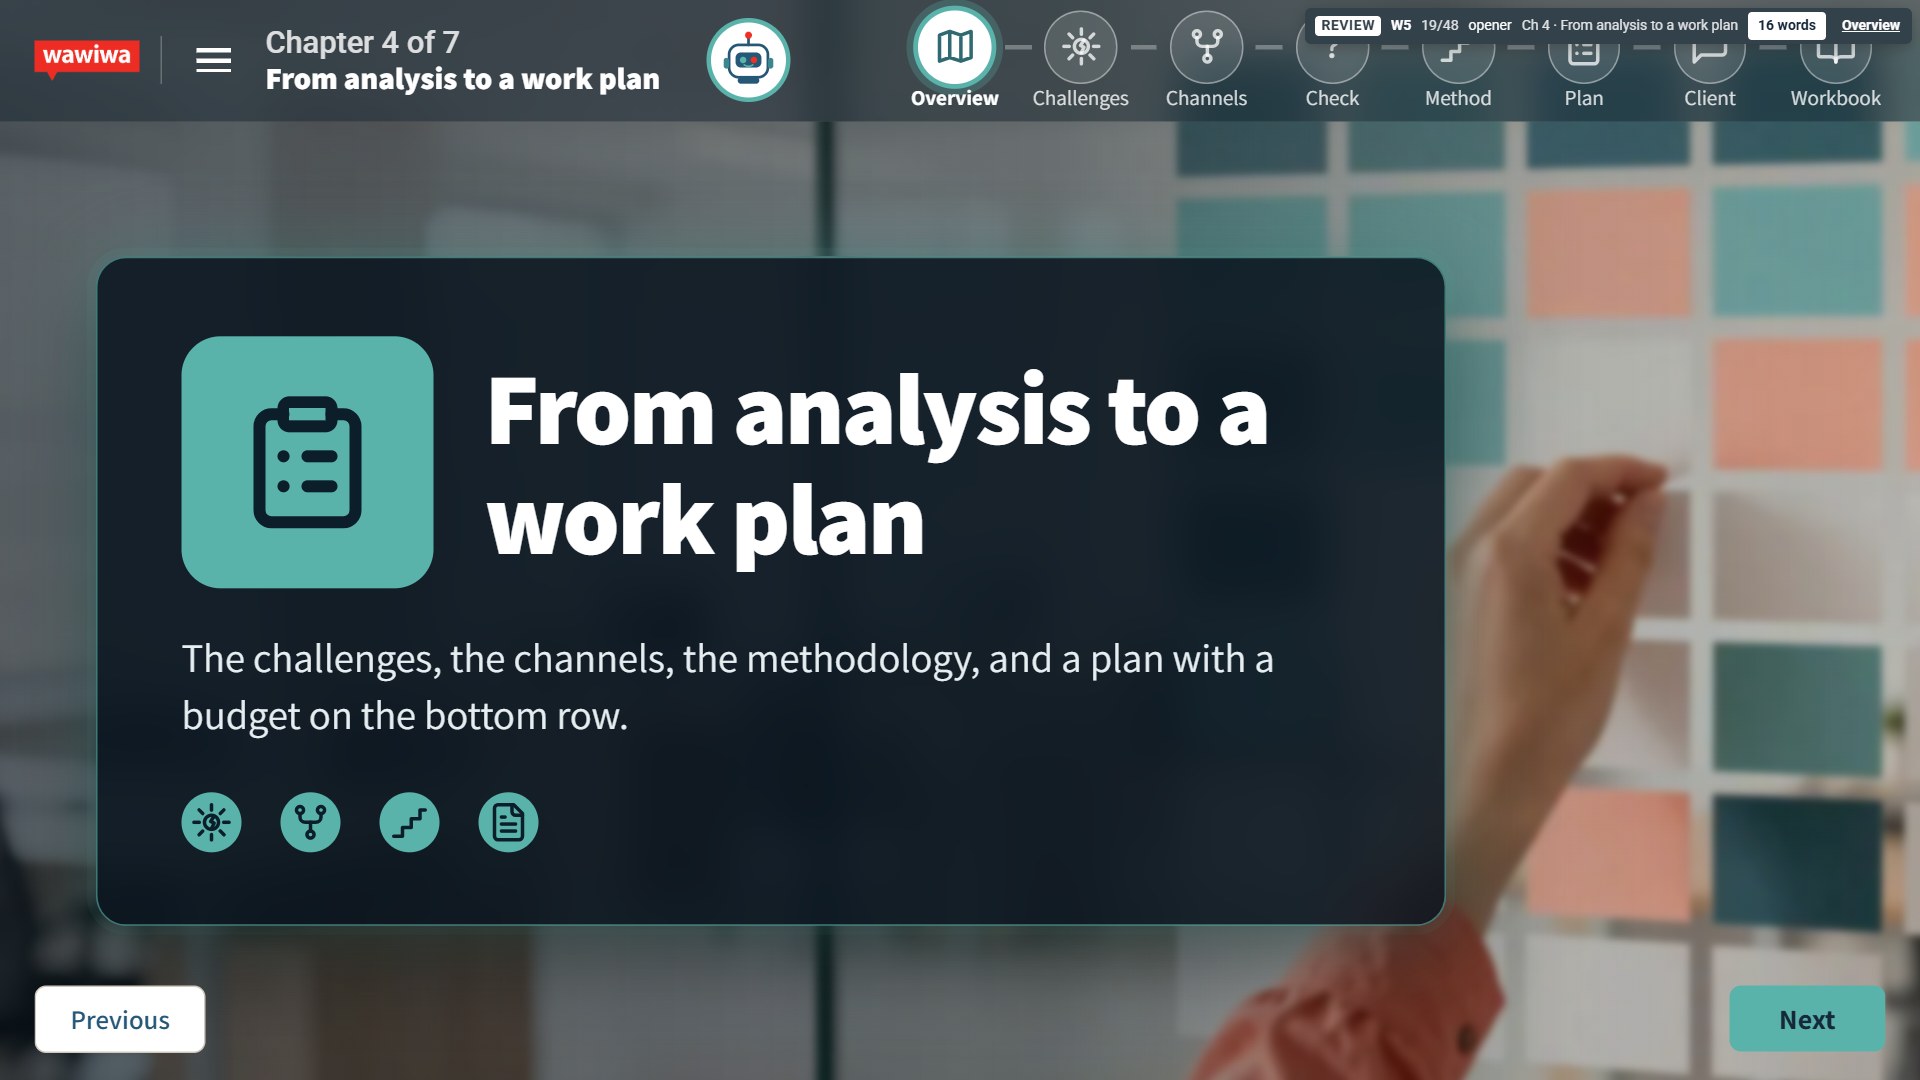 wawiwa
Chapter 4 of 7
From analysis to a work plan
REVIEW W5 19/48 opener Ch 4 · From analysis to a work plan 16 words Overview
Overview
Challenges
Channels
Check
Method
Plan
Client
Workbook
From analysis to a
work plan
The challenges, the channels, the methodology, and a plan with a
budget on the bottom row.
Previous
Next